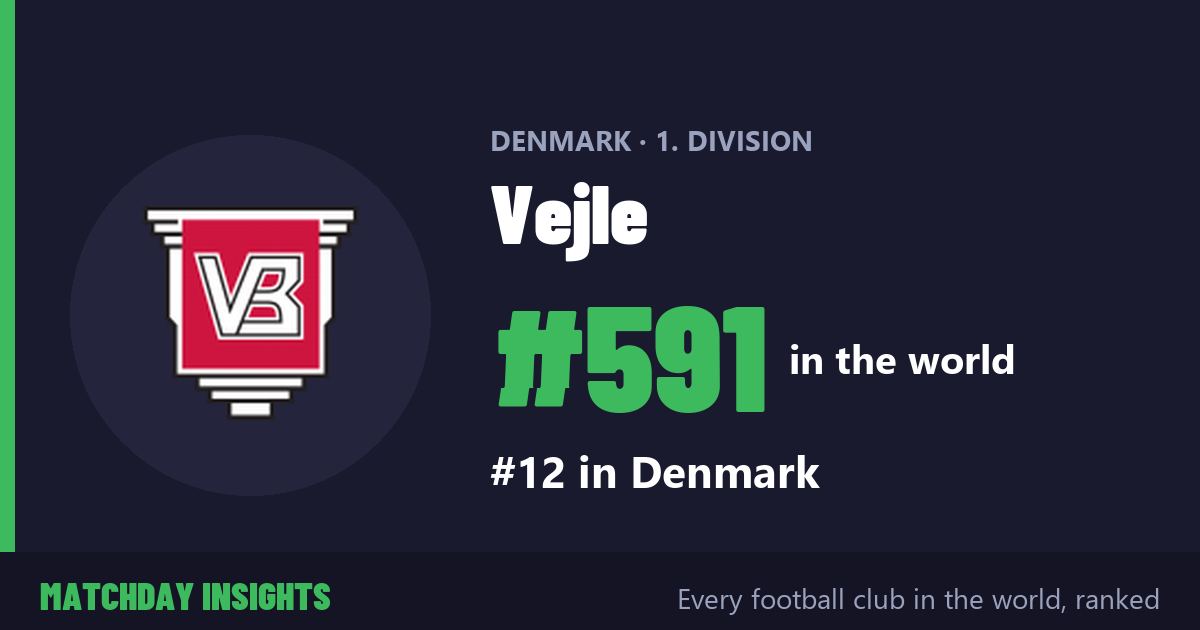 DENMARK · 1. DIVISION
Vejle
VB
#591 in the world
#12 in Denmark
MATCHDAY INSIGHTS
Every football club in the world, ranked